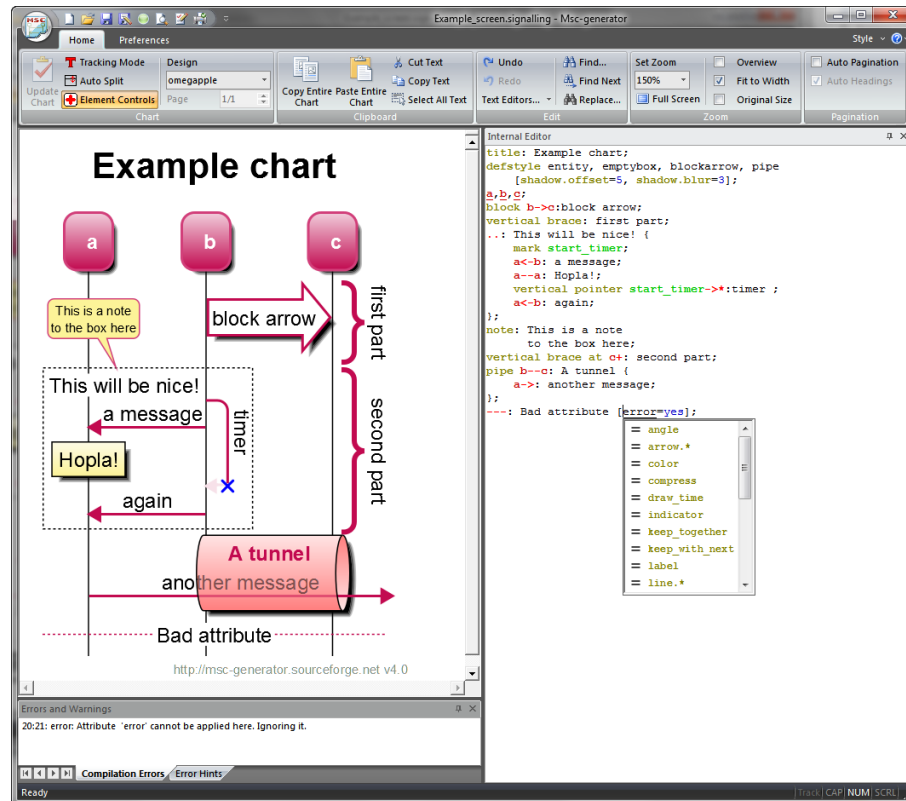 Example_screen.signalling - Msc-generator
MSC
Home Preferences Style
Update Chart
Tracking Mode
Auto Split
Element Controls
Design
omegapple
Page 1/1
Chart
Copy Entire Chart
Paste Entire Chart
Cut Text
Copy Text
Select All Text
Clipboard
Undo
Redo
Text Editors...
Find...
Find Next
Replace...
Edit
Set Zoom
150%
Full Screen
Overview
Fit to Width
Original Size
Zoom
Auto Pagination
Auto Headings
Pagination
Example chart
a b c
This is a note
to the box here
block arrow
first part
This will be nice!
a message
timer
Hopla!
again
second part
A tunnel
another message
Bad attribute
http://msc-generator.sourceforge.net v4.0
Internal Editor
title: Example chart;
defstyle entity, emptybox, blockarrow, pipe
[shadow.offset=5, shadow.blur=3];
a,b,c;
block b->c:block arrow;
vertical brace: first part;
..: This will be nice! {
mark start_timer;
a<-b: a message;
a--a: Hopla!;
vertical pointer start_timer->*:timer ;
a<-b: again;
};
note: This is a note
to the box here;
vertical brace at c+: second part;
pipe b--c: A tunnel {
a->: another message;
};
---: Bad attribute [error=yes];
= angle
= arrow.*
= color
= compress
= draw_time
= indicator
= keep_together
= keep_with_next
= label
= line.*
Errors and Warnings
20:21: error: Attribute 'error' cannot be applied here. Ignoring it.
Compilation Errors Error Hints
Ready Track CAP NUM SCRL